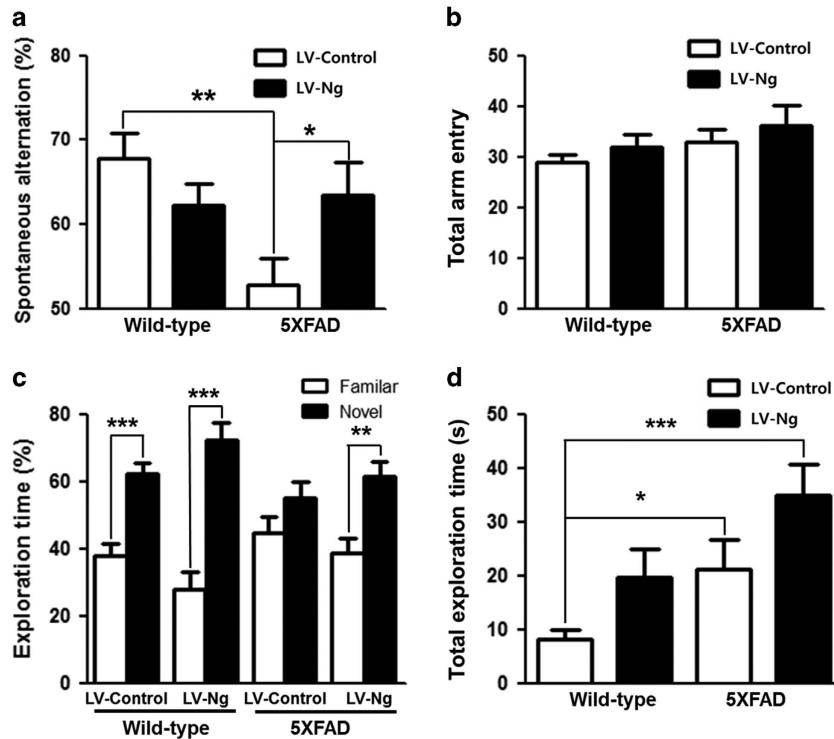 a
Spontaneous alternation (%)
80
70
60
50
LV-Control
LV-Ng
**
*
Wild-type
5XFAD
b
Total arm entry
50
40
30
20
10
0
LV-Control
LV-Ng
Wild-type
5XFAD
c
Exploration time (%)
80
60
40
20
0
Familar
Novel
***
***
**
LV-Control LV-Ng LV-Control LV-Ng
Wild-type
5XFAD
d
Total exploration time (s)
50
40
30
20
10
0
LV-Control
LV-Ng
***
*
Wild-type
5XFAD